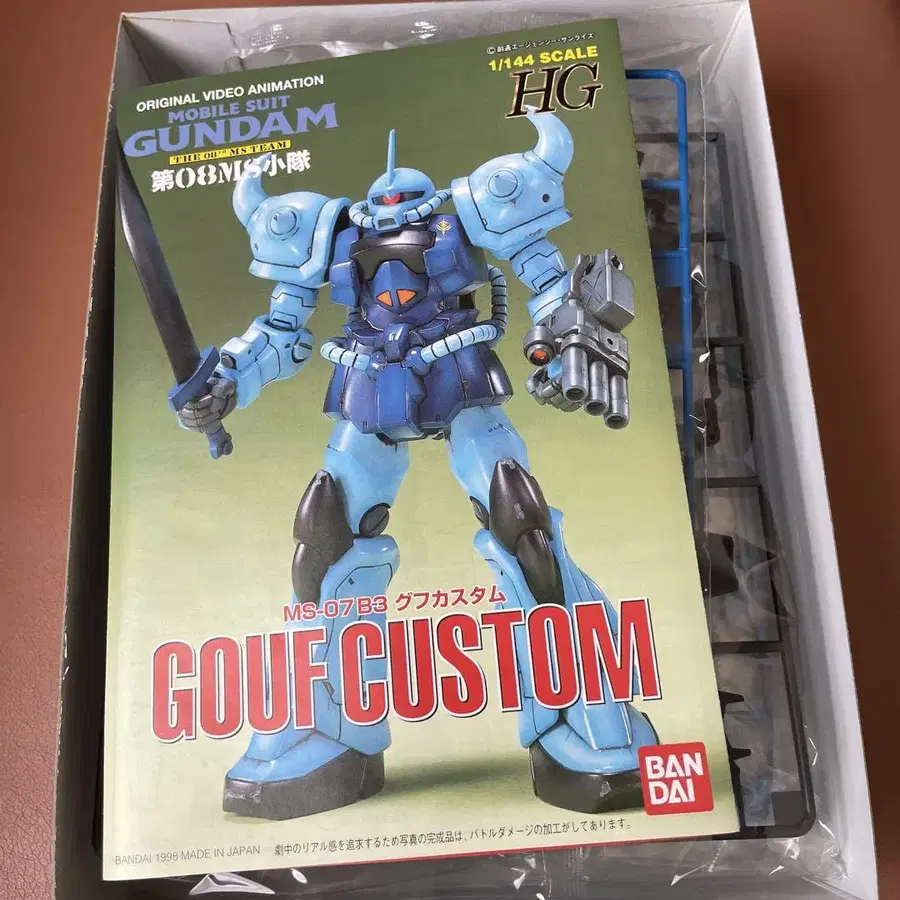 ORIGINAL VIDEO ANIMATION
MOBILE SUIT
GUNDAM
THE 08TH MS TEAM
第08MS小隊
© 創通エージェンシー・サンライズ
1/144 SCALE
HG
MS-07B3 グフカスタム
GOUF CUSTOM
BAN
DAI
BANDAI 1998 MADE IN JAPAN
劇中のリアル感を追求するため写真の完成品は、バトルダメージの加工がしてあります。